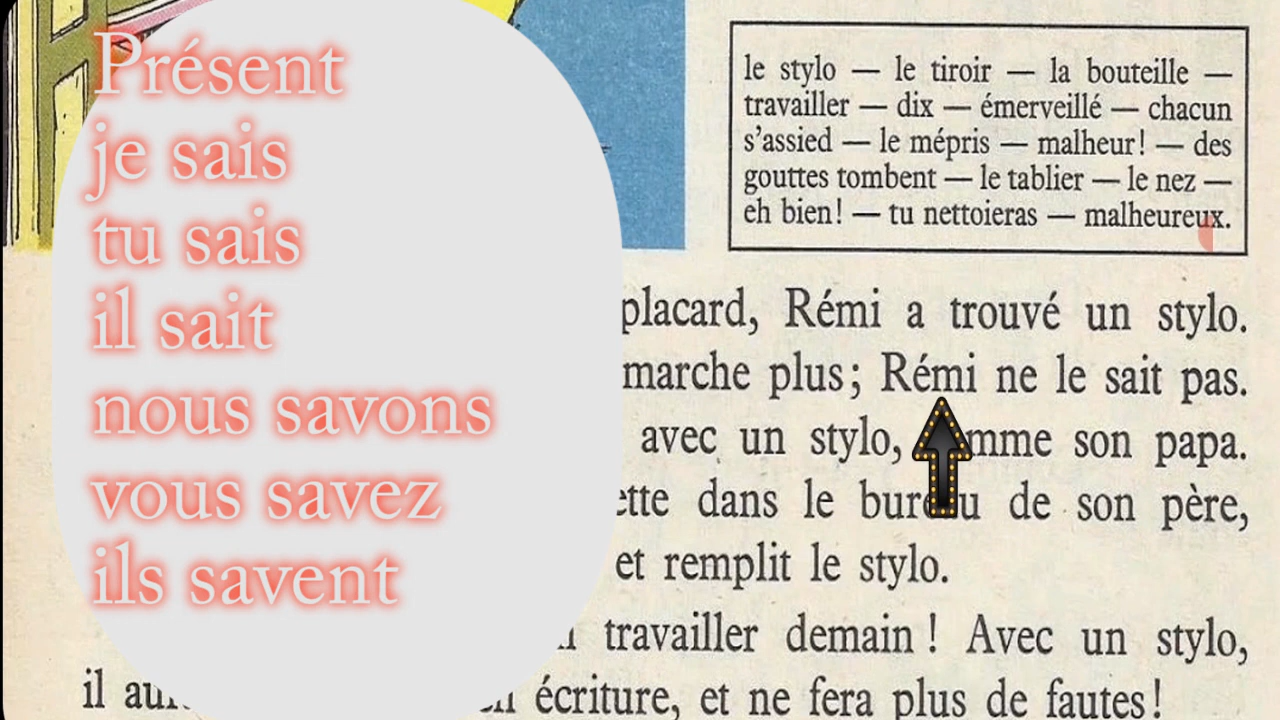 Présent
je sais
tu sais
il sait
nous savons
vous savez
ils savent
le stylo — le tiroir — la bouteille —
travailler — dix — émerveillé — chacun
s'assied — le mépris — malheur! — des
gouttes tombent — le tablier — le nez —
eh bien! — tu nettoieras — malheureux.
placard, Rémi a trouvé un stylo.
marche plus; Rémi ne le sait pas.
avec un stylo, son papa.
dans le bureau de son père,
et remplit le stylo.
travailler demain! Avec un stylo,
il écriture, et ne fera plus de fautes!